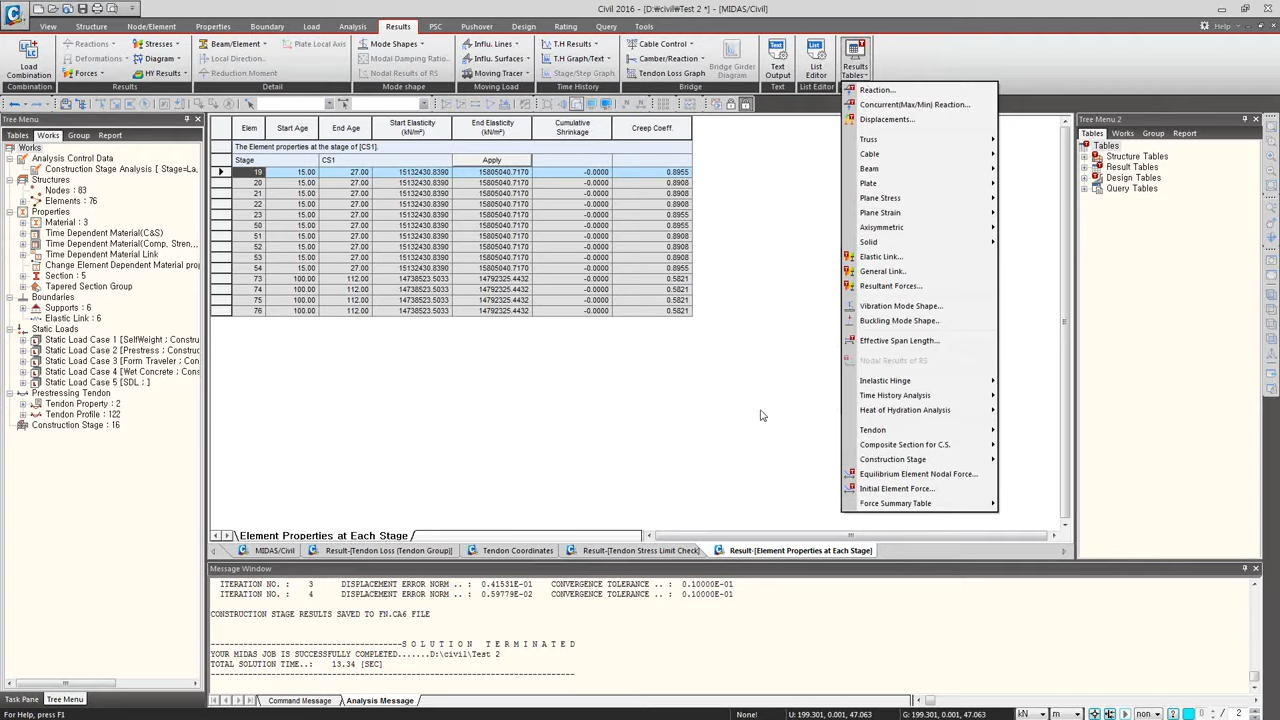 Civil 2016 - [D:\civil\Test 2 *] - [MIDAS/Civil]
View Structure Node/Element Properties Boundary Load Analysis Results PSC Pushover Design Rating Query Tools Help
Reactions Stresses Beam/Element Plate Local Axis Mode Shapes Influ. Lines T.H Results Cable Control
Deformations Diagram Local Direction Modal Damping Ratio Influ. Surfaces T.H Graph/Text Camber/Reaction
Forces HY Results Reduction Moment Nodal Results of RS Moving Tracer Stage/Step Graph Tendon Loss Graph
Load Combination
Bridge Girder Diagram
Text Output
List Editor
Results Tables
Combination Results Detail Mode shape Moving Load T.H Bridge Text List Editor
Tree Menu
Tables Works Group Report
Works
Analysis Control Data
Construction Stage Analysis [ Stage=La,
Structures
Nodes : 83
Elements : 76
Properties
Material : 3
Time Dependent Material(C&S)
Time Dependent Material(Comp, Stren,
Time Dependent Material Link
Change Element Dependent Material prop
Section : 5
Tapered Section Group
Boundaries
Supports : 6
Elastic Link : 6
Static Loads
Static Load Case 1 [SelfWeight ; Constru
Static Load Case 2 [Prestress ; Construc
Static Load Case 3 [Form Traveler ; Con
Static Load Case 4 [Wet Concrete ; Cons
Static Load Case 5 [SDL ; ]
Prestressing Tendon
Tendon Property : 2
Tendon Profile : 122
Construction Stage : 16
Task Pane Tree Menu
Elem Start Age End Age Start Elasticity (kN/m²) End Elasticity (kN/m²) Cumulative Shrinkage Creep Coeff.
The Element properties at the stage of [CS1].
Stage CS1 Apply
19 15.00 27.00 15132430.8390 15805040.7170 -0.0000 0.8955
20 15.00 27.00 15132430.8390 15805040.7170 -0.0000 0.8908
21 15.00 27.00 15132430.8390 15805040.7170 -0.0000 0.8908
22 15.00 27.00 15132430.8390 15805040.7170 -0.0000 0.8908
23 15.00 27.00 15132430.8390 15805040.7170 -0.0000 0.8955
50 15.00 27.00 15132430.8390 15805040.7170 -0.0000 0.8955
51 15.00 27.00 15132430.8390 15805040.7170 -0.0000 0.8908
52 15.00 27.00 15132430.8390 15805040.7170 -0.0000 0.8908
53 15.00 27.00 15132430.8390 15805040.7170 -0.0000 0.8908
54 15.00 27.00 15132430.8390 15805040.7170 -0.0000 0.8955
73 100.00 112.00 14738523.5033 14792325.4432 -0.0000 0.5821
74 100.00 112.00 14738523.5033 14792325.4432 -0.0000 0.5821
75 100.00 112.00 14738523.5033 14792325.4432 -0.0000 0.5821
76 100.00 112.00 14738523.5033 14792325.4432 -0.0000 0.5821
Element Properties at Each Stage
MIDAS/Civil Result-[Tendon Loss (Tendon Group)] Tendon Coordinates Result-[Tendon Stress Limit Check] Result-[Element Properties at Each Stage]
Reaction...
Concurrent(Max/Min) Reaction...
Displacements...
Truss
Cable
Beam
Plate
Plane Stress
Plane Strain
Axisymmetric
Solid
Elastic Link...
General Link..
Resultant Forces...
Vibration Mode Shape...
Buckling Mode Shape..
Effective Span Length...
Nodal Results of RS
Inelastic Hinge
Time History Analysis
Heat of Hydration Analysis
Tendon
Composite Section for C.S.
Construction Stage
Equilibrium Element Nodal Force...
Initial Element Force...
Force Summary Table
Tree Menu 2
Tables Works Group Report
Tables
Structure Tables
Result Tables
Design Tables
Query Tables
Message Window
ITERATION NO. : 3 DISPLACEMENT ERROR NORM .. : 0.41531E-01 CONVERGENCE TOLERANCE .. : 0.10000E-01
ITERATION NO. : 4 DISPLACEMENT ERROR NORM .. : 0.59779E-02 CONVERGENCE TOLERANCE .. : 0.10000E-01
CONSTRUCTION STAGE RESULTS SAVED TO FN.CA6 FILE
S O L U T I O N T E R M I N A T E D
YOUR MIDAS JOB IS SUCCESSFULLY COMPLETED.......D:\civil\Test 2
TOTAL SOLUTION TIME..: 13.34 [SEC]
Command Message Analysis Message
For Help, press F1
None! U: 199.301, 0.001, 47.063 G: 199.301, 0.001, 47.063 kN m non 0 / 2